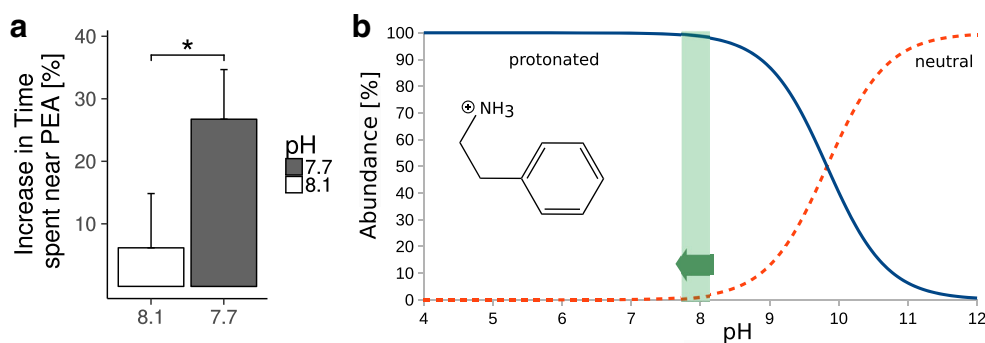 a
Increase in Time
spent near PEA [%]
40
30
20
10
*
8.1
7.7
pH
7.7
8.1
b
Abundance [%]
100
90
80
70
60
50
40
30
20
10
0
protonated
neutral
⊕ NH3
4 5 6 7 8 9 10 11 12
pH